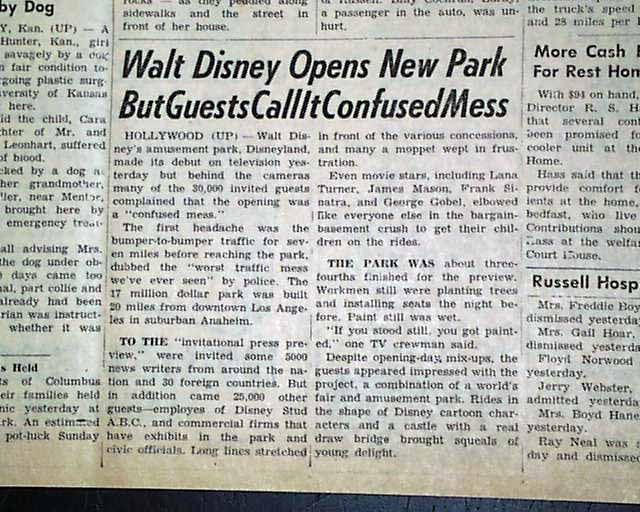 by Dog
Y, Kan. (UP) — A
Hunter, Kan., girl
savagely by a dog
n fair condition to-
rgoing plastic surg-
versity of Kansas
here.
id the child, Cara
hter of Mr. and
Leonhart, suffered
of blood.
cked by a dog a
her grandmother,
ller, near Mentor,
brought here by
emergency treat-
all advising Mrs.
the dog under ob-
days came too
nal, part collie and
already had been
rian was instruct-
whether it was
s Held
ts of Columbus
eir families held
nic yesterday at
rk. An estimated
pot-luck Sunday
rocks — as they pedaled along
sidewalks and the street in
front of her house.
a passenger in the auto, was un-
hurt.
Walt Disney Opens New Park
But Guests Call It Confused Mess
HOLLYWOOD (UP) — Walt Dis-
ney's amusement park, Disneyland,
made its debut on television yes-
terday but behind the cameras
many of the 30,000 invited guests
complained that the opening was
a "confused mess."
The first headache was the
bumper-to-bumper traffic for sev-
en miles before reaching the park,
dubbed the "worst traffic mess
we've ever seen" by police. The
17 million dollar park was built
20 miles from downtown Los Ange-
les in suburban Anaheim.
TO THE "invitational press pre-
view," were invited some 5000
news writers from around the na-
tion and 30 foreign countries. But
in addition came 25,000 other
guests—employes of Disney Stud
A.B.C., and commercial firms that
have exhibits in the park and
civic officials. Long lines stretched
in front of the various concessions,
and many a moppet wept in frus-
tration.
Even movie stars, including Lana
Turner, James Mason, Frank Si-
natra, and George Gobel, elbowed
like everyone else in the bargain-
basement crush to get their chil-
dren on the rides.
THE PARK WAS about three-
fourths finished for the preview.
Workmen still were planting trees
and installing seats the night be-
fore. Paint still was wet.
"If you stood still, you got paint-
ed," one TV crewman said.
Despite opening-day mix-ups, the
guests appeared impressed with the
project, a combination of a world's
fair and amusement park. Rides in
the shape of Disney cartoon char-
acters and a castle with a real
draw bridge brought squeals of
young delight.
the truck's speed
and 28 miles per
More Cash
For Rest Hom
With $94 on hand,
Director R. S. H
that several cont
been promised f
cooler unit at the
Home.
Hass said that th
provide comfort f
ients at the home,
bedfast, who live
Contributions shou
Hass at the welfar
Court House.
Russell Hosp
Mrs. Freddie Boy
dismissed yesterda
Mrs. Gail Hoar,
dismissed yesterda
Floyd Norwood
yesterday.
Jerry Webster,
admitted yesterda
Mrs. Boyd Hane
yesterday.
Ray Neal was
day and dismissed